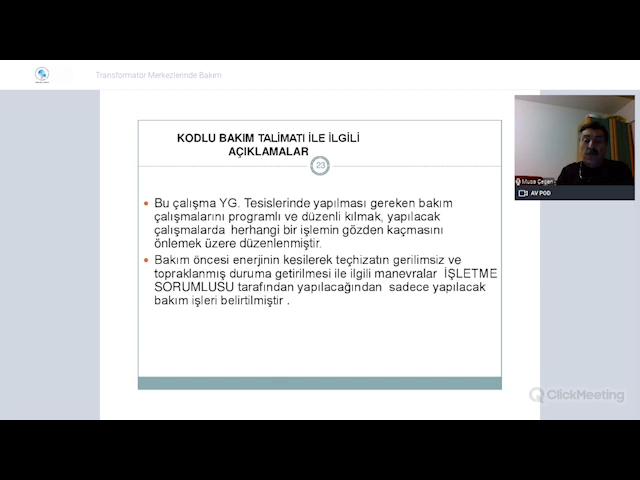 Transformatör Merkezlerinde Bakım
KODLU BAKIM TALİMATI İLE İLGİLİ
AÇIKLAMALAR
23
Bu çalışma YG. Tesislerinde yapılması gereken bakım
çalışmalarını programlı ve düzenli kılmak, yapılacak
çalışmalarda herhangi bir işlemin gözden kaçmasını
önlemek üzere düzenlenmiştir.
Bakım öncesi enerjinin kesilerek teçhizatın gerilimsiz ve
topraklanmış duruma getirilmesi ile ilgili manevralar İŞLETME
SORUMLUSU tarafından yapılacağından sadece yapılacak
bakım işleri belirtilmiştir .
Musa Çeçen
AV POD
ClickMeeting